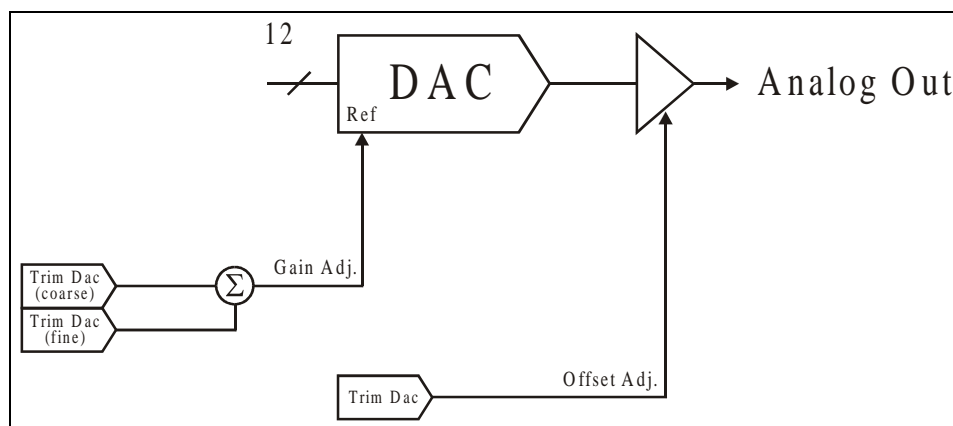 12
DAC
Ref
Analog Out
Gain Adj.
Trim Dac
(coarse)
Σ
Trim Dac
(fine)
Offset Adj.
Trim Dac